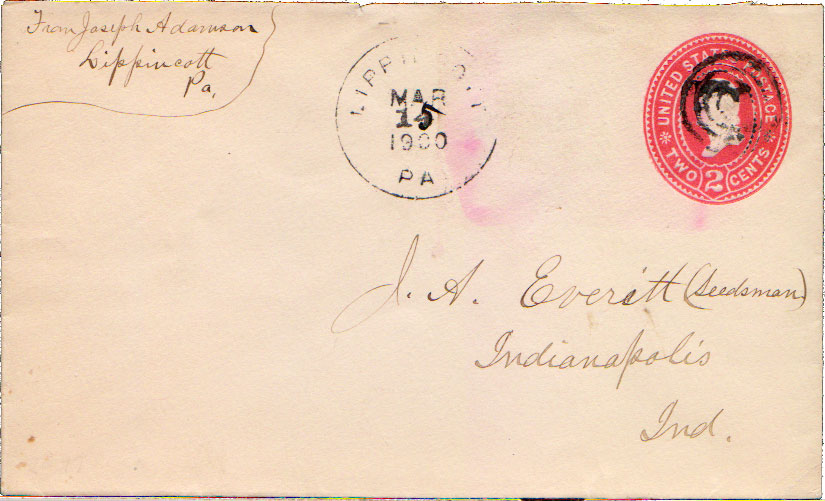 From Joseph Adamson
Lippincott
Pa.
LIPPINCOTT
MAR
15
1900
PA
UNITED STATES POSTAGE
TWO 2 CENTS
J. A. Everitt (Seedsman)
Indianapolis
Ind.